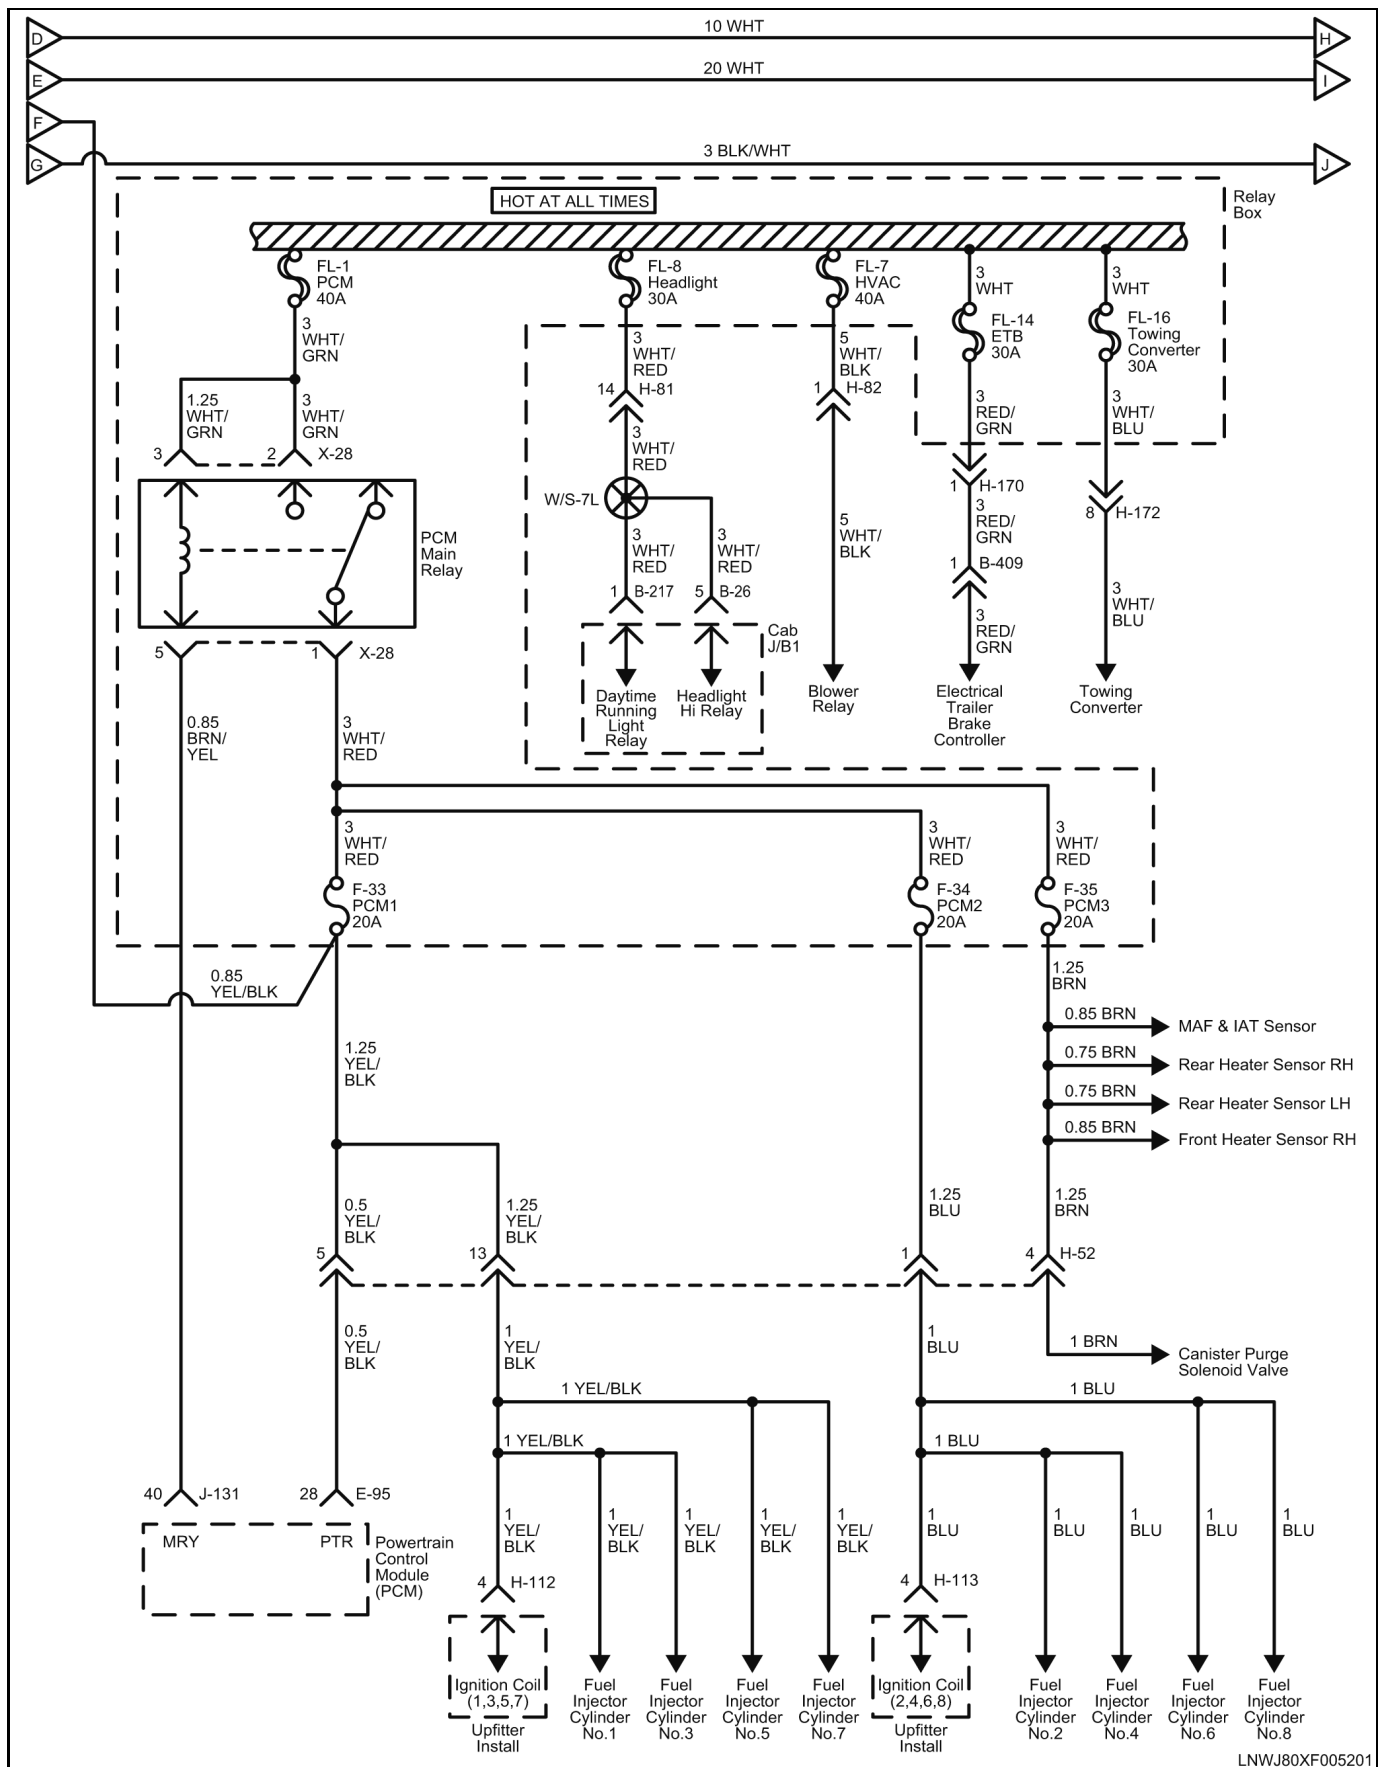 D
10 WHT
H
E
20 WHT
I
F
G
3 BLK/WHT
J
HOT AT ALL TIMES
Relay
Box
FL-1
PCM
40A
FL-8
Headlight
30A
FL-7
HVAC
40A
3
WHT
FL-14
ETB
30A
3
WHT
FL-16
Towing
Converter
30A
3
WHT/
GRN
3
WHT/
RED
5
WHT/
BLK
14
H-81
1
H-82
1.25
WHT/
GRN
3
WHT/
GRN
3
RED/
GRN
3
WHT/
BLU
3
2
X-28
3
WHT/
RED
W/S-7L
1
H-170
8
H-172
PCM
Main
Relay
3
WHT/
RED
3
WHT/
RED
5
WHT/
BLK
3
RED/
GRN
1
B-409
1
B-217
5
B-26
3
WHT/
BLU
3
RED/
GRN
Cab
J/B1
5
1
X-28
Daytime
Running
Light
Relay
Headlight
Hi Relay
Blower
Relay
Electrical
Trailer
Brake
Controller
Towing
Converter
0.85
BRN/
YEL
3
WHT/
RED
3
WHT/
RED
3
WHT/
RED
3
WHT/
RED
F-33
PCM1
20A
F-34
PCM2
20A
F-35
PCM3
20A
0.85
YEL/BLK
1.25
BRN
0.85 BRN
MAF & IAT Sensor
0.75 BRN
Rear Heater Sensor RH
0.75 BRN
Rear Heater Sensor LH
0.85 BRN
Front Heater Sensor RH
1.25
YEL/
BLK
0.5
YEL/
BLK
1.25
YEL/
BLK
1.25
BLU
1.25
BRN
5
13
1
4
H-52
0.5
YEL/
BLK
1
YEL/
BLK
1
BLU
1 BRN
Canister Purge
Solenoid Valve
1 YEL/BLK
1 BLU
1 YEL/BLK
1 BLU
40
J-131
28
E-95
MRY
PTR
Powertrain
Control
Module
(PCM)
1
YEL/
BLK
1
YEL/
BLK
1
YEL/
BLK
1
YEL/
BLK
1
YEL/
BLK
1
BLU
1
BLU
1
BLU
1
BLU
1
BLU
4
H-112
4
H-113
Ignition Coil
(1,3,5,7)
Upfitter
Install
Fuel
Injector
Cylinder
No.1
Fuel
Injector
Cylinder
No.3
Fuel
Injector
Cylinder
No.5
Fuel
Injector
Cylinder
No.7
Ignition Coil
(2,4,6,8)
Upfitter
Install
Fuel
Injector
Cylinder
No.2
Fuel
Injector
Cylinder
No.4
Fuel
Injector
Cylinder
No.6
Fuel
Injector
Cylinder
No.8
LNWJ80XF005201